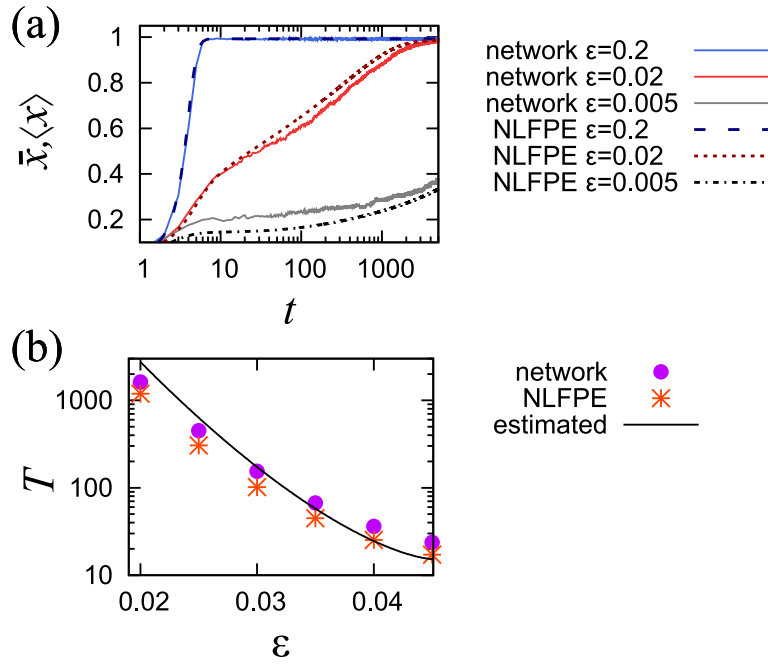 (a)
x̄,⟨x⟩
1
0.8
0.6
0.4
0.2
1 10 100 1000
t
network ε=0.2
network ε=0.02
network ε=0.005
NLFPE ε=0.2
NLFPE ε=0.02
NLFPE ε=0.005
(b)
T
1000
100
10
0.02 0.03 0.04
ε
network
NLFPE
estimated